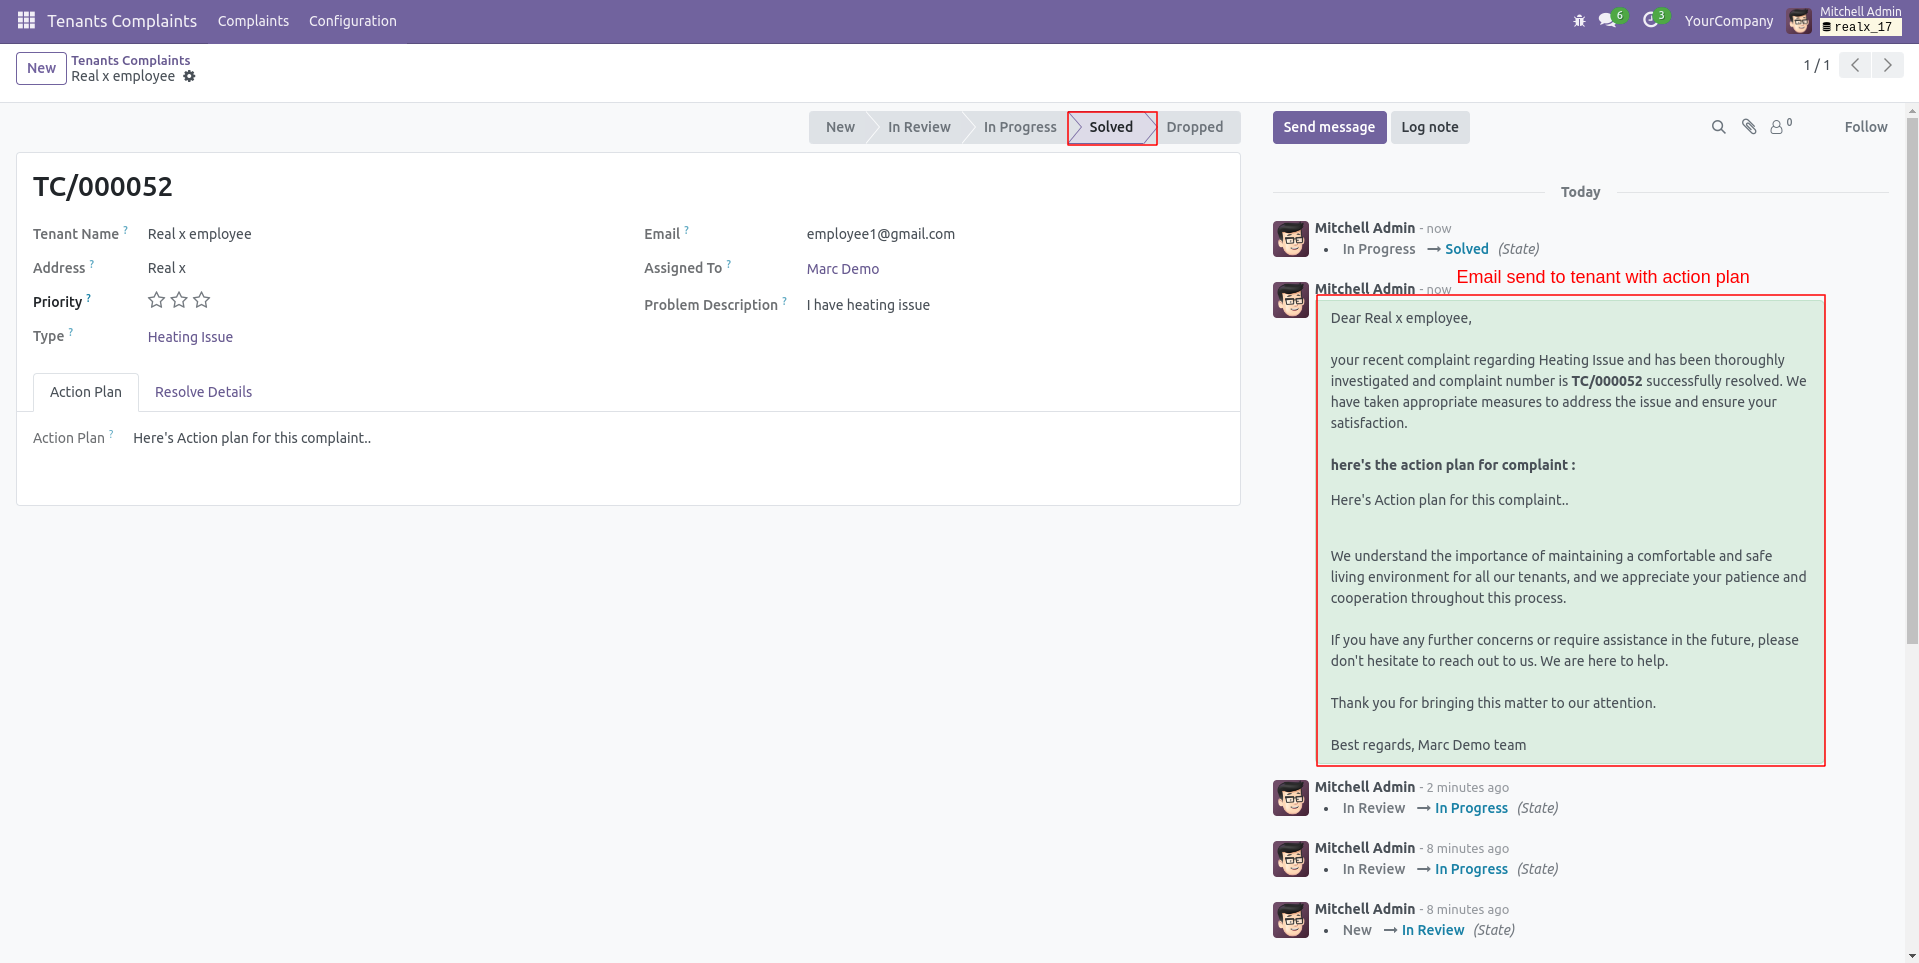 Tenants Complaints Complaints Configuration 6 3 YourCompany Mitchell Admin
realx_17
New Tenants Complaints
Real x employee
1 / 1
New In Review In Progress Solved Dropped
Send message Log note 0 Follow
TC/000052
Tenant Name ? Real x employee
Email ? employee1@gmail.com
Address ? Real x
Assigned To ? Marc Demo
Priority ?
Problem Description ? I have heating issue
Type ? Heating Issue
Action Plan Resolve Details
Action Plan ? Here's Action plan for this complaint..
Today
Mitchell Admin - now
• In Progress → Solved (State)
Email send to tenant with action plan
Mitchell Admin - now
Dear Real x employee,
your recent complaint regarding Heating Issue and has been thoroughly
investigated and complaint number is TC/000052 successfully resolved. We
have taken appropriate measures to address the issue and ensure your
satisfaction.
here's the action plan for complaint :
Here's Action plan for this complaint..
We understand the importance of maintaining a comfortable and safe
living environment for all our tenants, and we appreciate your patience and
cooperation throughout this process.
If you have any further concerns or require assistance in the future, please
don't hesitate to reach out to us. We are here to help.
Thank you for bringing this matter to our attention.
Best regards, Marc Demo team
Mitchell Admin - 2 minutes ago
• In Review → In Progress (State)
Mitchell Admin - 8 minutes ago
• In Review → In Progress (State)
Mitchell Admin - 8 minutes ago
• New → In Review (State)